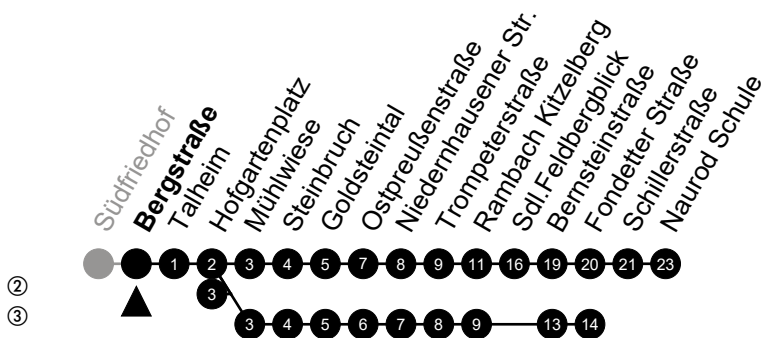 Südfriedhof
Bergstraße
Talheim
Hofgartenplatz
Mühlwiese
Steinbruch
Goldsteintal
Ostpreußenstraße
Niedernhausener Str.
Trompeterstraße
Rambach Kitzelberg
Sdl.Feldbergblick
Bernsteinstraße
Fondetter Straße
Schillerstraße
Naurod Schule
1 2 3 4 5 7 8 9 11 16 19 20 21 23
② 3
③ 3 4 5 6 7 8 9 13 14